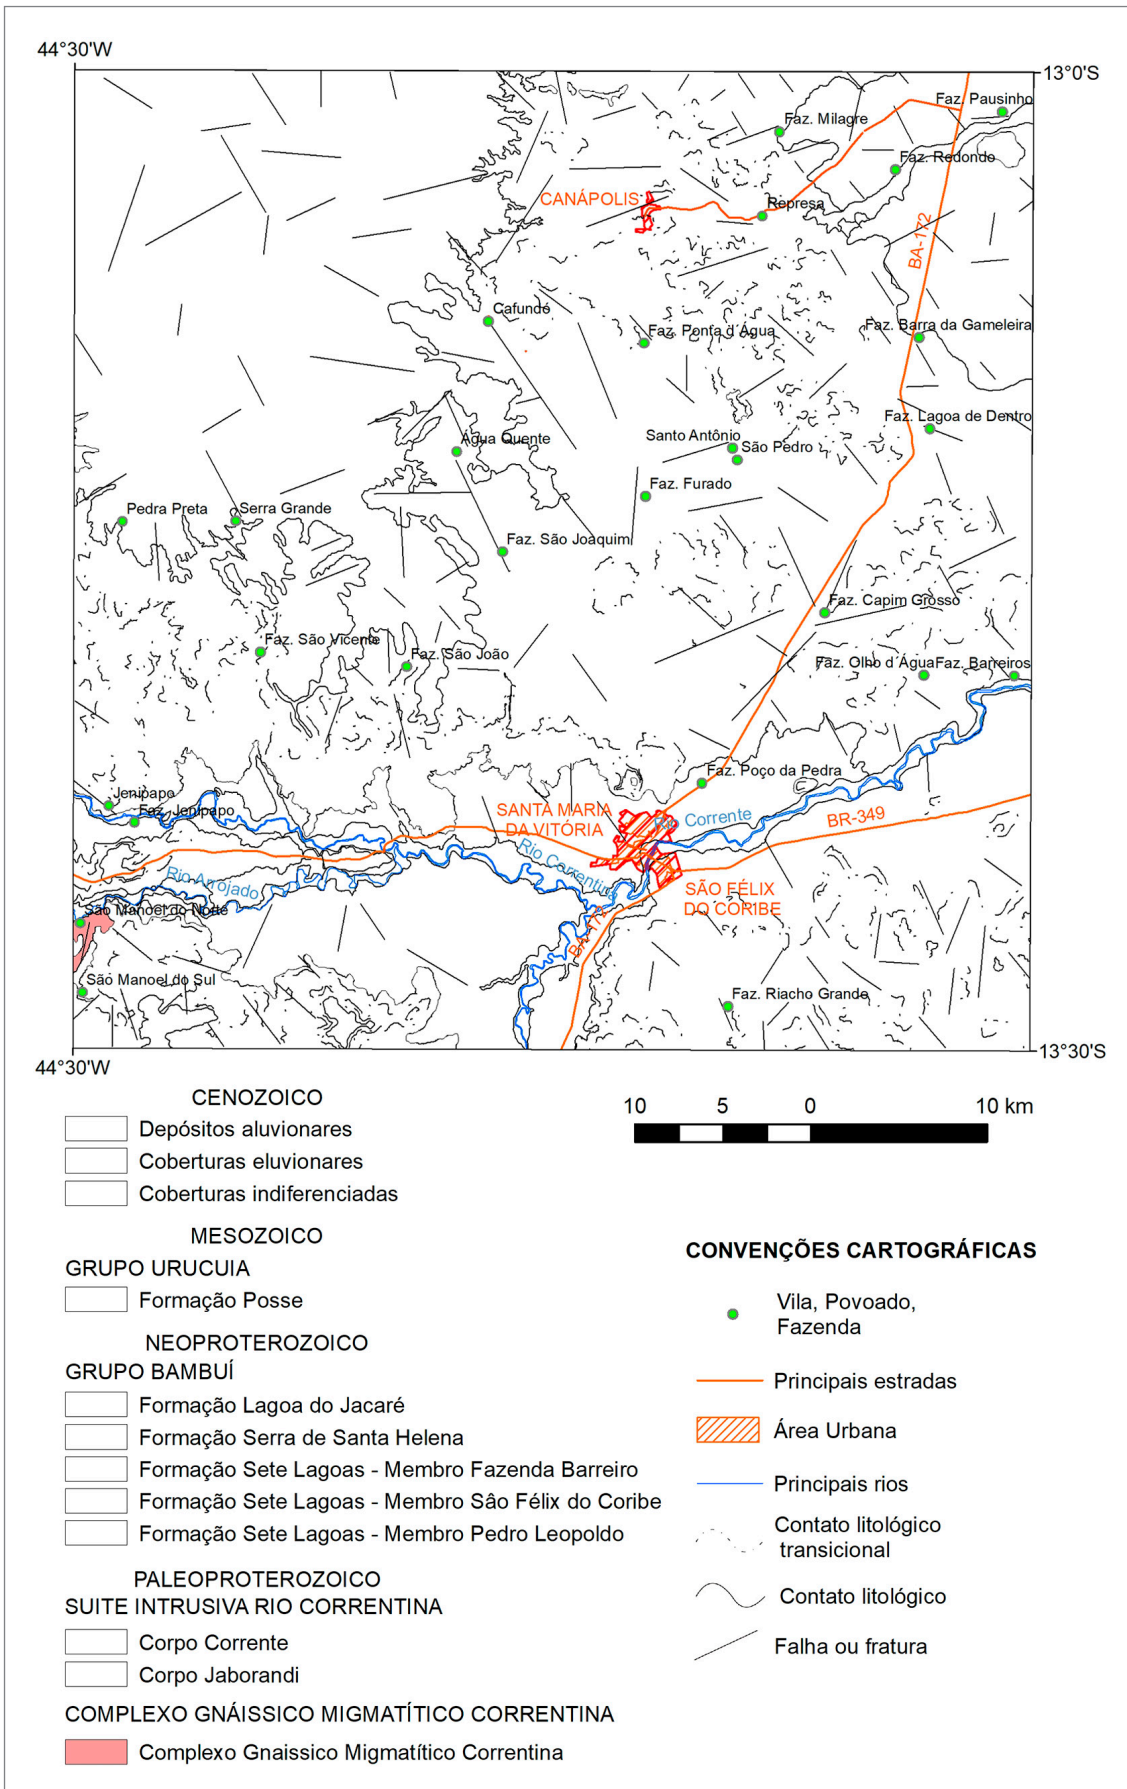 44°30'W
13°0'S
Faz. Pausinho
Faz. Milagre
Faz. Redondo
CANÁPOLIS
Represa
BA-172
Cafundó
Faz. Ponta d´Água
Faz. Barra da Gameleira
Faz. Lagoa de Dentro
Santo Antônio
São Pedro
Água Quente
Faz. Furado
Pedra Preta
Serra Grande
Faz. São Joaquim
Faz. Capim Grosso
Faz. São Vicente
Faz. São João
Faz. Olho d´Água
Faz. Barreiros
Faz. Poço da Pedra
Jenipapo
Faz. Jenipapo
SANTA MARIA
DA VITÓRIA
Rio Corrente
BR-349
Rio Correntina
Rio Arrojado
SÃO FÉLIX
DO CORIBE
São Manoel do Norte
BA-172
São Manoel do Sul
Faz. Riacho Grande
44°30'W
13°30'S
CENOZOICO
Depósitos aluvionares
Coberturas eluvionares
Coberturas indiferenciadas
10 5 0 10 km
MESOZOICO
GRUPO URUCUIA
Formação Posse
NEOPROTEROZOICO
GRUPO BAMBUÍ
Formação Lagoa do Jacaré
Formação Serra de Santa Helena
Formação Sete Lagoas - Membro Fazenda Barreiro
Formação Sete Lagoas - Membro Sâo Félix do Coribe
Formação Sete Lagoas - Membro Pedro Leopoldo
PALEOPROTEROZOICO
SUITE INTRUSIVA RIO CORRENTINA
Corpo Corrente
Corpo Jaborandi
COMPLEXO GNÁISSICO MIGMATÍTICO CORRENTINA
Complexo Gnaissico Migmatítico Correntina
CONVENÇÕES CARTOGRÁFICAS
Vila, Povoado,
Fazenda
Principais estradas
Área Urbana
Principais rios
Contato litológico
transicional
Contato litológico
Falha ou fratura